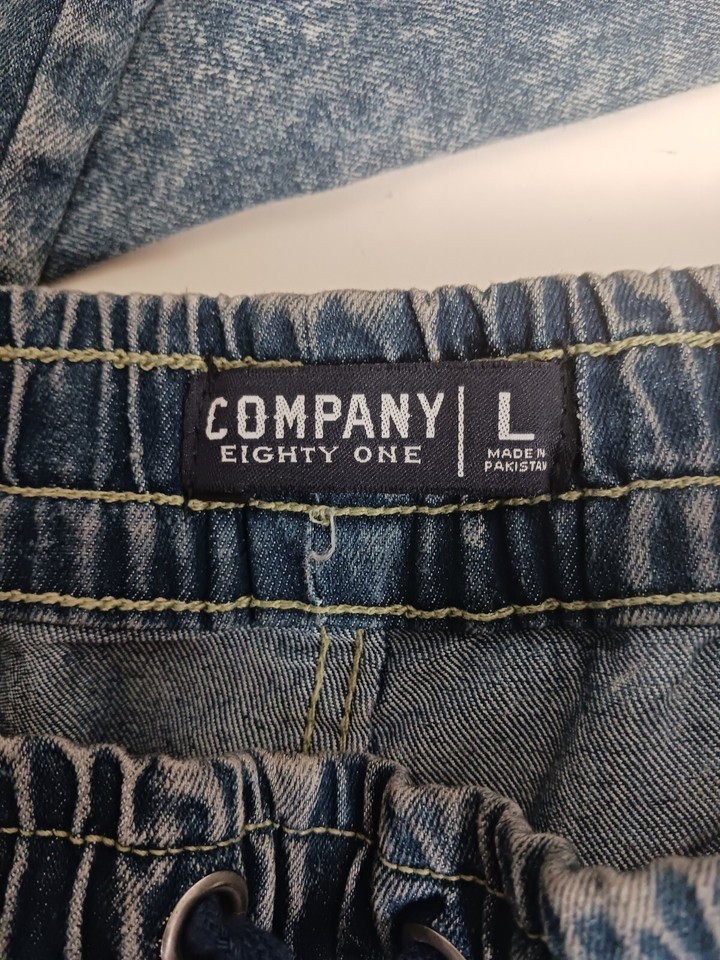 COMPANY
EIGHTY ONE
L
MADE IN
PAKISTAN